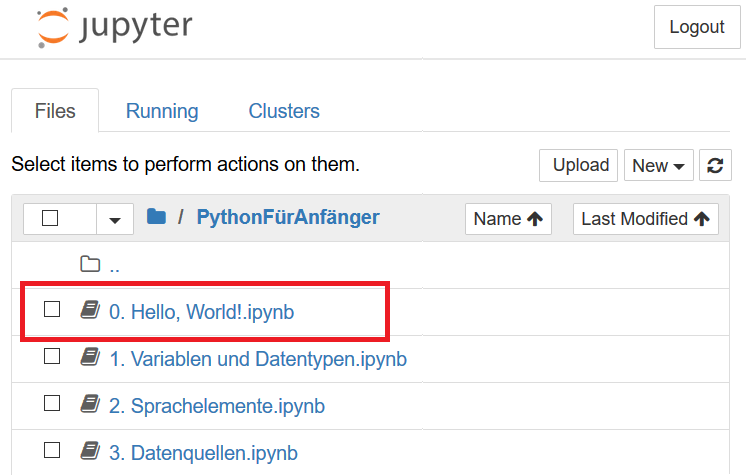 jupyter
Logout
Files Running Clusters
Select items to perform actions on them. Upload New
/ PythonFürAnfänger Name Last Modified
..
0. Hello, World!.ipynb
1. Variablen und Datentypen.ipynb
2. Sprachelemente.ipynb
3. Datenquellen.ipynb